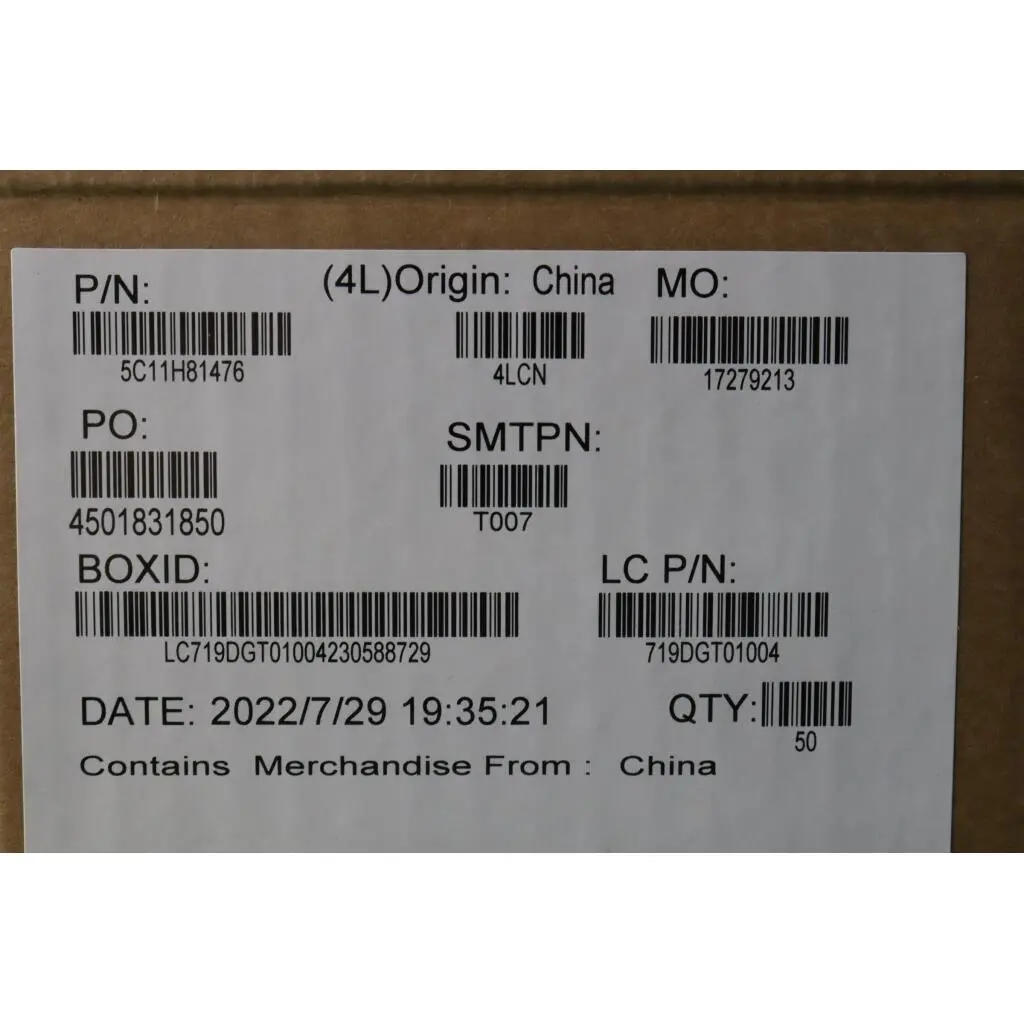 P/N: (4L)Origin: China MO:
5C11H81476 4LCN 17279213
PO: SMTPN:
4501831850 T007
BOXID: LC P/N:
LC719DGT01004230588729 719DGT01004
DATE: 2022/7/29 19:35:21 QTY:
50
Contains Merchandise From : China